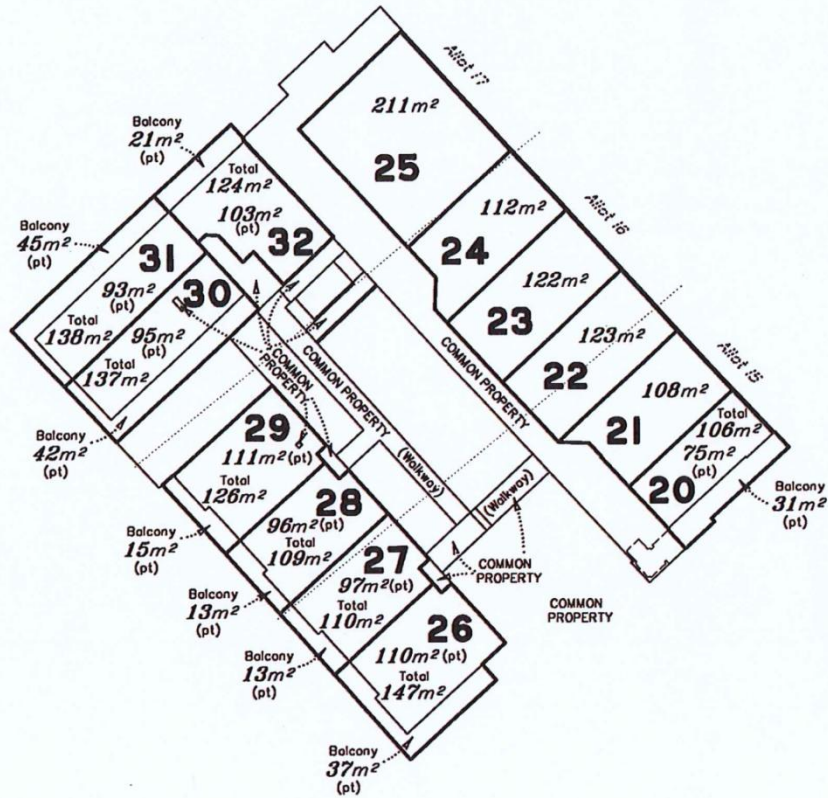 Allot 17
211m²
25
Balcony
21m²
(pt)
Total
124m²
103m²
(pt)
32
112m²
24
Allot 16
Balcony
45m²
(pt)
31
93m²
(pt)
Total
138m²
30
95m²
(pt)
Total
137m²
122m²
23
COMMON
PROPERTY
COMMON PROPERTY
COMMON PROPERTY
123m²
22
Allot 15
108m²
21
Total
106m²
75m²
(pt)
20
Balcony
42m²
(pt)
29
111m² (pt)
Total
126m²
(Walkway)
(Walkway)
Balcony
31m²
(pt)
28
96m² (pt)
Total
109m²
Balcony
15m²
(pt)
27
97m² (pt)
Total
110m²
COMMON
PROPERTY
COMMON
PROPERTY
Balcony
13m²
(pt)
26
110m² (pt)
Total
147m²
Balcony
13m²
(pt)
Balcony
37m²
(pt)